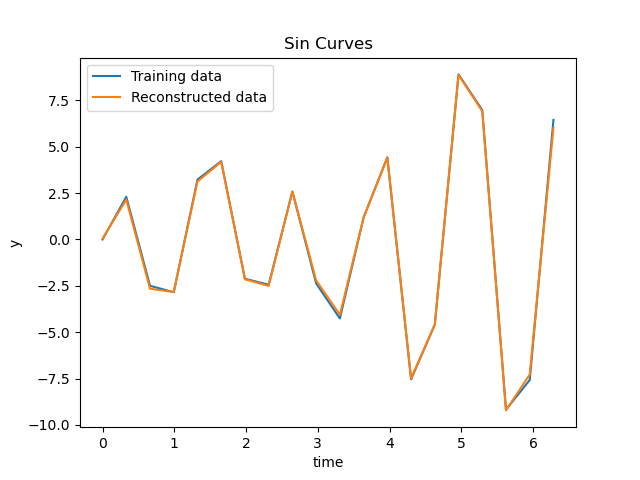 Sin Curves
Training data
Reconstructed data
7.5
5.0
2.5
0.0
−2.5
−5.0
−7.5
−10.0
y
0 1 2 3 4 5 6
time